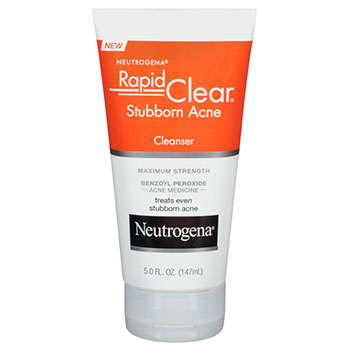 NEW
NEUTROGENA®
Rapid Clear®
Stubborn Acne
Cleanser
MAXIMUM STRENGTH
BENZOYL PEROXIDE
ACNE MEDICINE
treats even
stubborn acne
Neutrogena®
5.0 FL. OZ. (147mL)